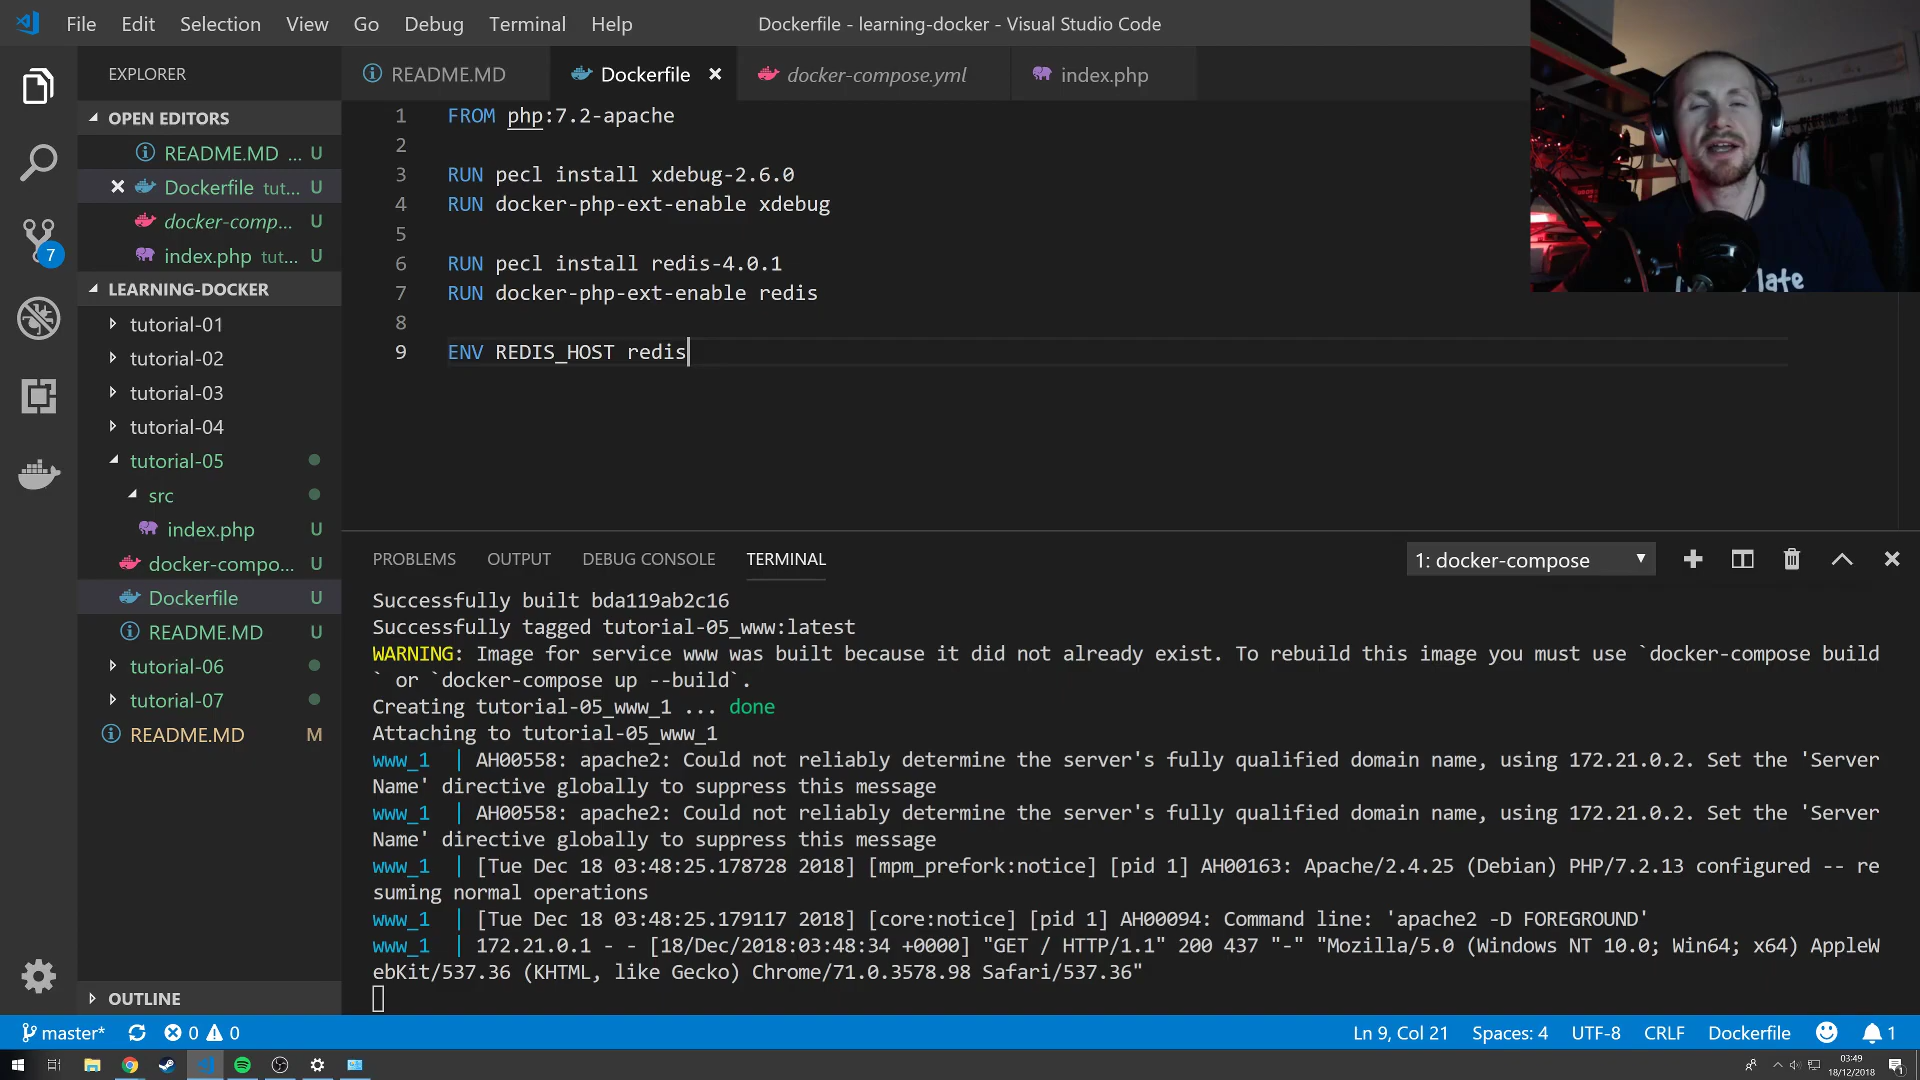 File Edit Selection View Go Debug Terminal Help
Dockerfile - learning-docker - Visual Studio Code
EXPLORER
OPEN EDITORS
README.MD ... U
Dockerfile tut... U
docker-comp... U
index.php tut... U
LEARNING-DOCKER
tutorial-01
tutorial-02
tutorial-03
tutorial-04
tutorial-05
src
index.php U
docker-compo... U
Dockerfile U
README.MD U
tutorial-06
tutorial-07
README.MD M
OUTLINE
7
README.MD Dockerfile docker-compose.yml index.php
1 FROM php:7.2-apache
2
3 RUN pecl install xdebug-2.6.0
4 RUN docker-php-ext-enable xdebug
5
6 RUN pecl install redis-4.0.1
7 RUN docker-php-ext-enable redis
8
9 ENV REDIS_HOST redis
late
PROBLEMS OUTPUT DEBUG CONSOLE TERMINAL
1: docker-compose
Successfully built bda119ab2c16
Successfully tagged tutorial-05_www:latest
WARNING: Image for service www was built because it did not already exist. To rebuild this image you must use `docker-compose build
` or `docker-compose up --build`.
Creating tutorial-05_www_1 ... done
Attaching to tutorial-05_www_1
www_1 | AH00558: apache2: Could not reliably determine the server's fully qualified domain name, using 172.21.0.2. Set the 'Server
Name' directive globally to suppress this message
www_1 | AH00558: apache2: Could not reliably determine the server's fully qualified domain name, using 172.21.0.2. Set the 'Server
Name' directive globally to suppress this message
www_1 | [Tue Dec 18 03:48:25.178728 2018] [mpm_prefork:notice] [pid 1] AH00163: Apache/2.4.25 (Debian) PHP/7.2.13 configured -- re
suming normal operations
www_1 | [Tue Dec 18 03:48:25.179117 2018] [core:notice] [pid 1] AH00094: Command line: 'apache2 -D FOREGROUND'
www_1 | 172.21.0.1 - - [18/Dec/2018:03:48:34 +0000] "GET / HTTP/1.1" 200 437 "-" "Mozilla/5.0 (Windows NT 10.0; Win64; x64) AppleW
ebKit/537.36 (KHTML, like Gecko) Chrome/71.0.3578.98 Safari/537.36"
master* 0 0 Ln 9, Col 21 Spaces: 4 UTF-8 CRLF Dockerfile 1
03:49
18/12/2018